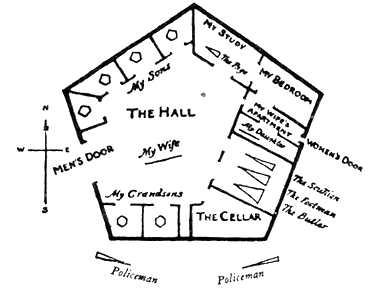 MY STUDY
The Page
MY BEDROOM
My Sons
N
THE HALL
MY WIFE'S
APARTMENT
My Daughter
W E
MEN'S DOOR
My Wife
WOMEN'S DOOR
S
The Scullion
The Footman
The Butler
My Grandsons
THE CELLAR
Policeman
Policeman